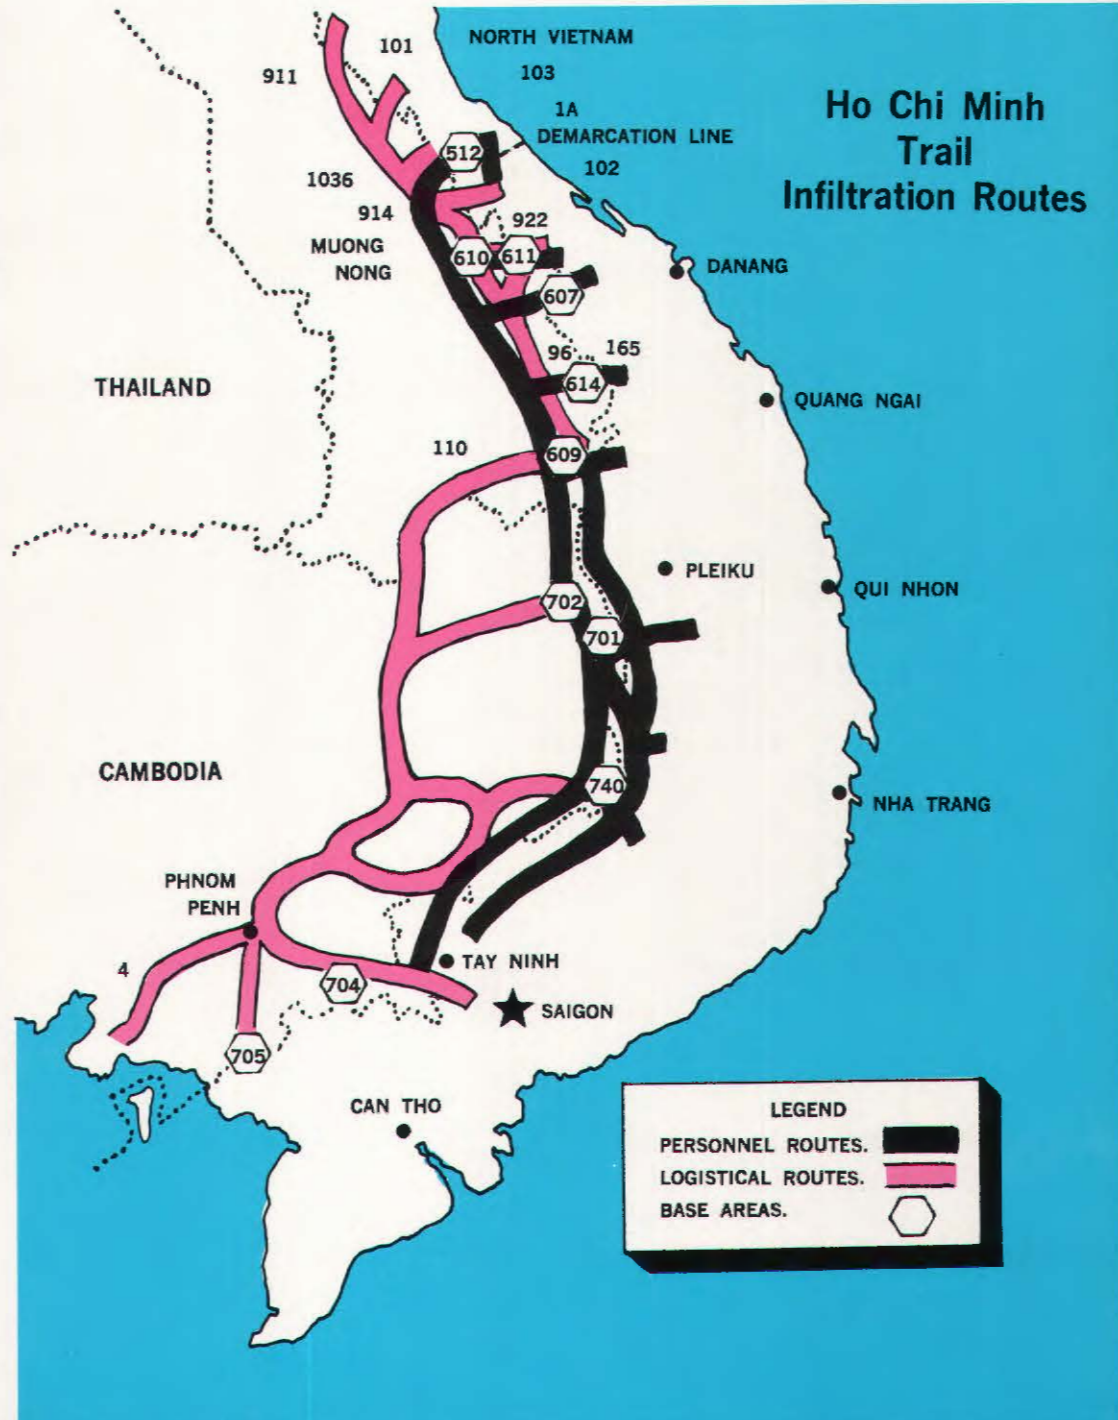 Ho Chi Minh
Trail
Infiltration Routes
NORTH VIETNAM
101
911
103
1A
DEMARCATION LINE
512
102
1036
914
922
MUONG
NONG
610
611
DANANG
607
96
165
THAILAND
614
QUANG NGAI
110
609
PLEIKU
QUI NHON
702
701
CAMBODIA
740
NHA TRANG
PHNOM
PENH
4
TAY NINH
704
SAIGON
705
CAN THO
LEGEND
PERSONNEL ROUTES.
LOGISTICAL ROUTES.
BASE AREAS.